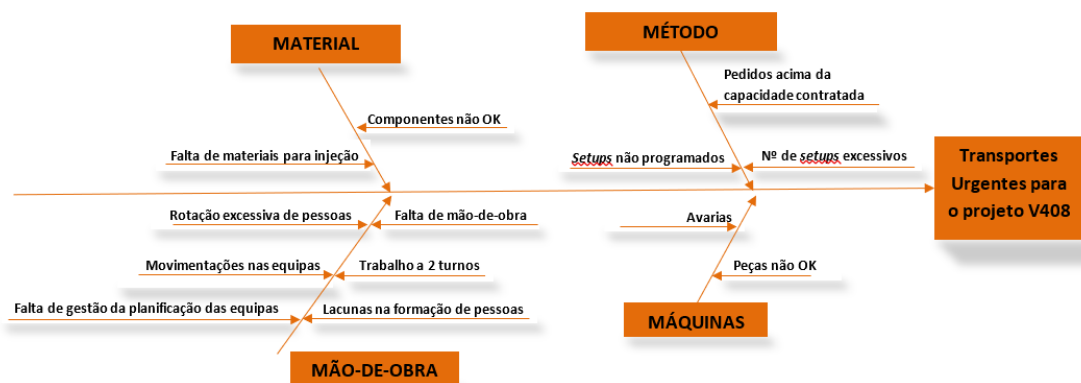 MATERIAL
MÉTODO
Pedidos acima da
capacidade contratada
Componentes não OK
Falta de materiais para injeção
Setups não programados
Nº de setups excessivos
Transportes
Urgentes para
o projeto V408
Rotação excessiva de pessoas
Falta de mão-de-obra
Avarias
Movimentações nas equipas
Trabalho a 2 turnos
Peças não OK
Falta de gestão da planificação das equipas
Lacunas na formação de pessoas
MÁQUINAS
MÃO-DE-OBRA